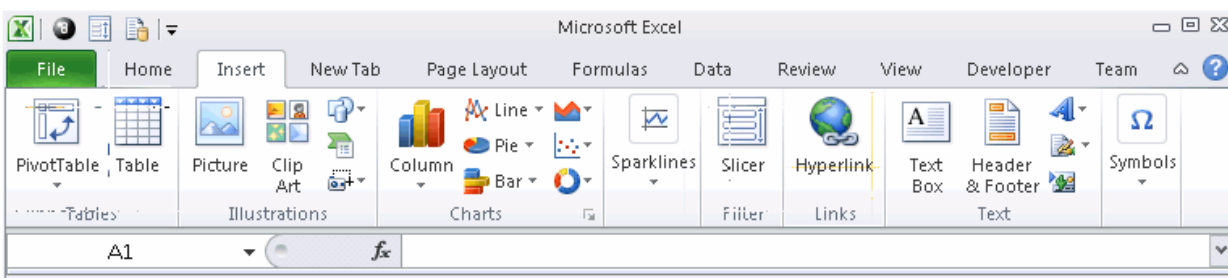 Microsoft Excel
File Home Insert New Tab Page Layout Formulas Data Review View Developer Team
PivotTable Table Picture Clip Art Column Line Pie Bar Sparklines Slicer Hyperlink Text Box Header & Footer Symbols
Tables Illustrations Charts Filter Links Text
A1 fx